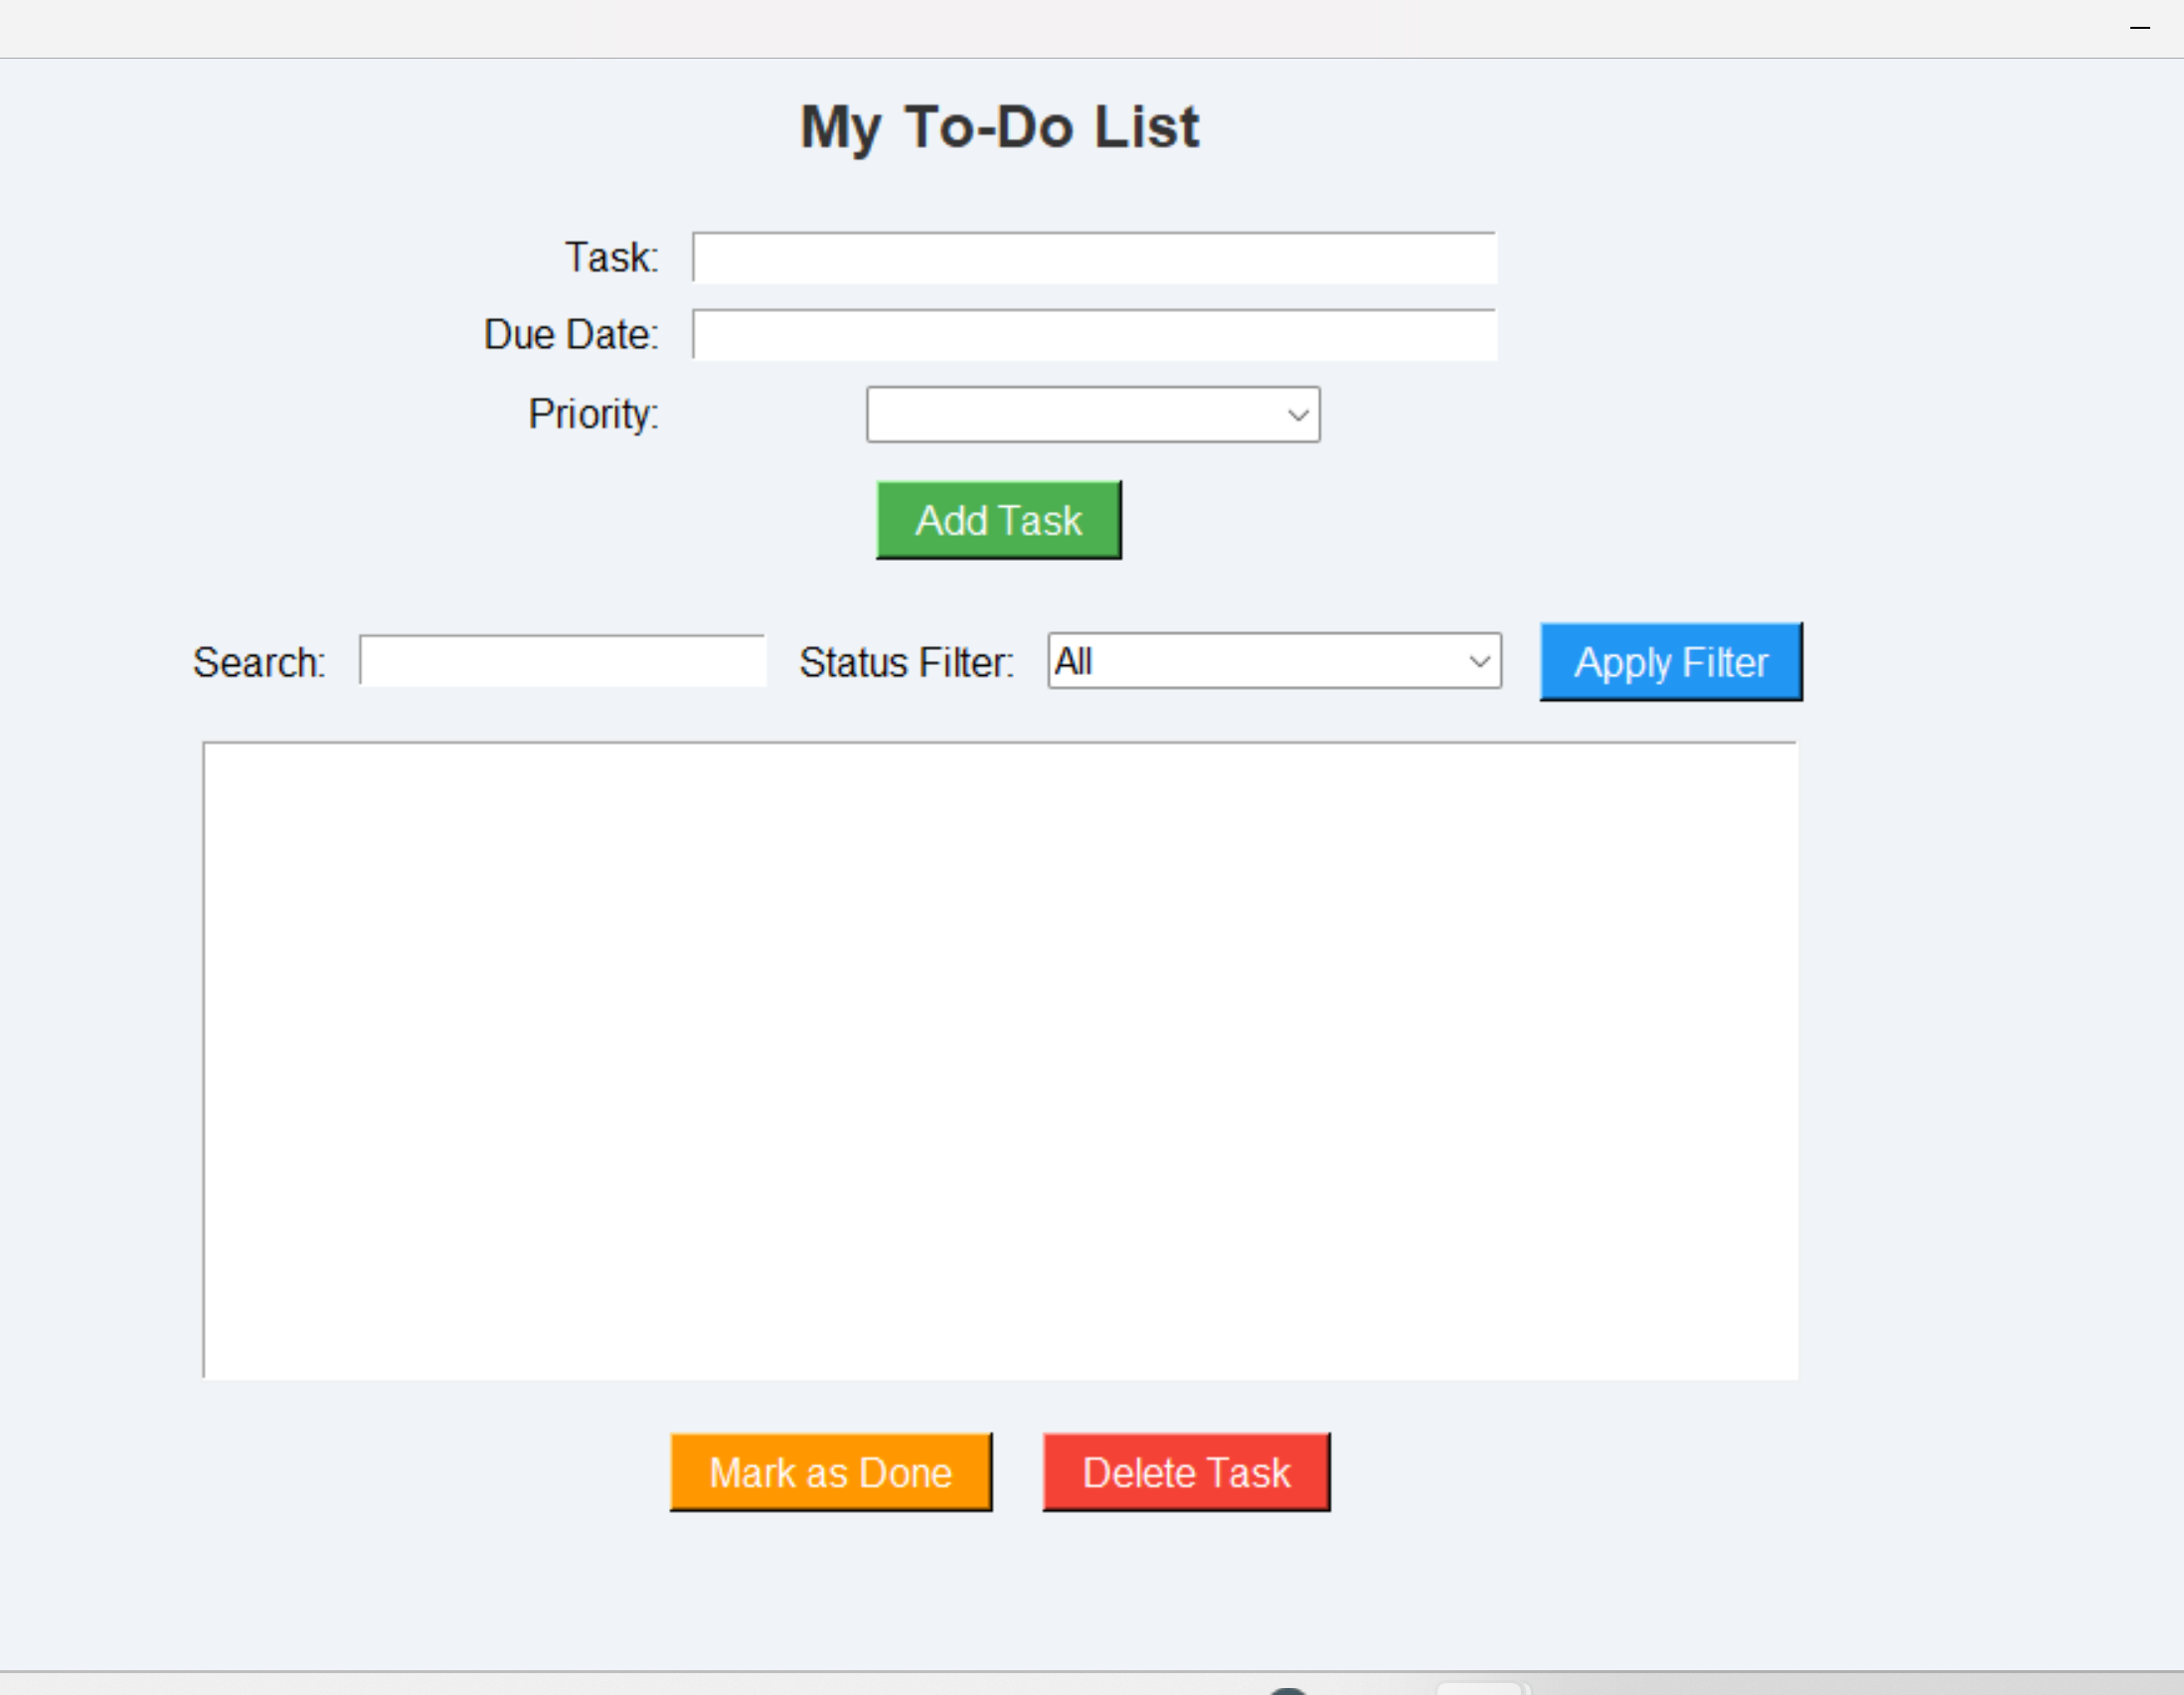 My To-Do List
Task:
Due Date:
Priority:
Add Task
Search: Status Filter: All Apply Filter
Mark as Done Delete Task